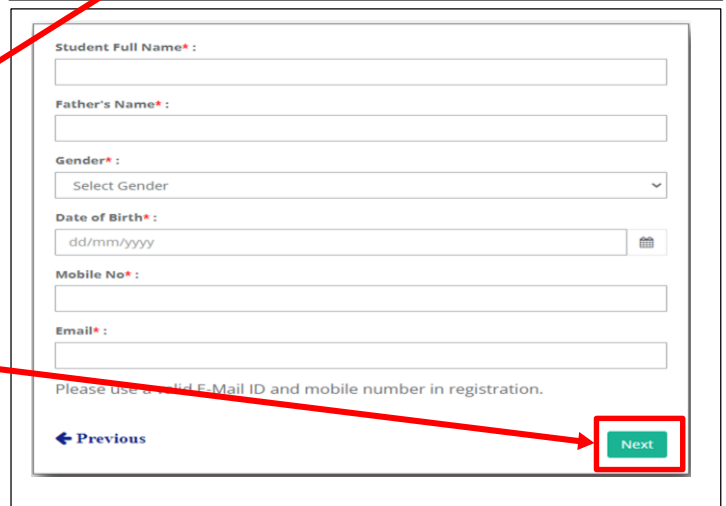 Student Full Name* :
Father's Name* :
Gender* :
Select Gender
Date of Birth* :
dd/mm/yyyy
Mobile No* :
Email* :
Please use a valid E-Mail ID and mobile number in registration.
Previous
Next